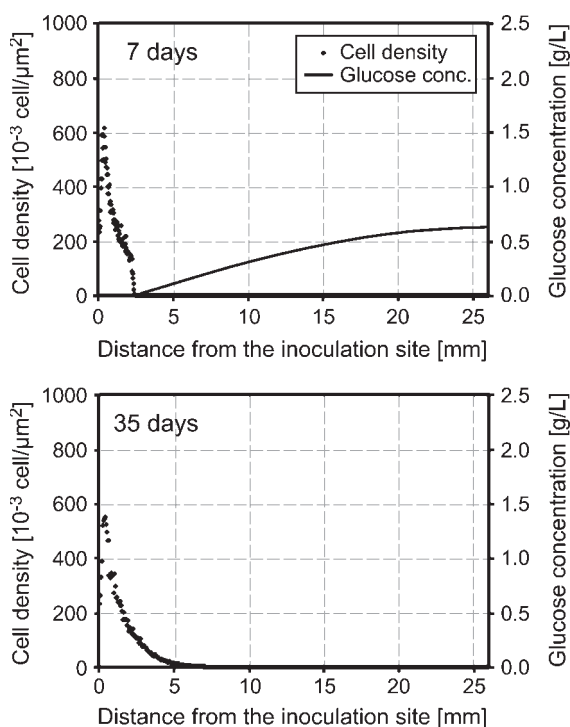 7 days
Cell density
Glucose conc.
Cell density [10⁻³ cell/µm²]
1000
800
600
400
200
0
2.5
2.0
1.5
1.0
0.5
0.0
Glucose concentration [g/L]
0 5 10 15 20 25
Distance from the inoculation site [mm]
35 days
Cell density [10⁻³ cell/µm²]
1000
800
600
400
200
0
2.5
2.0
1.5
1.0
0.5
0.0
Glucose concentration [g/L]
0 5 10 15 20 25
Distance from the inoculation site [mm]